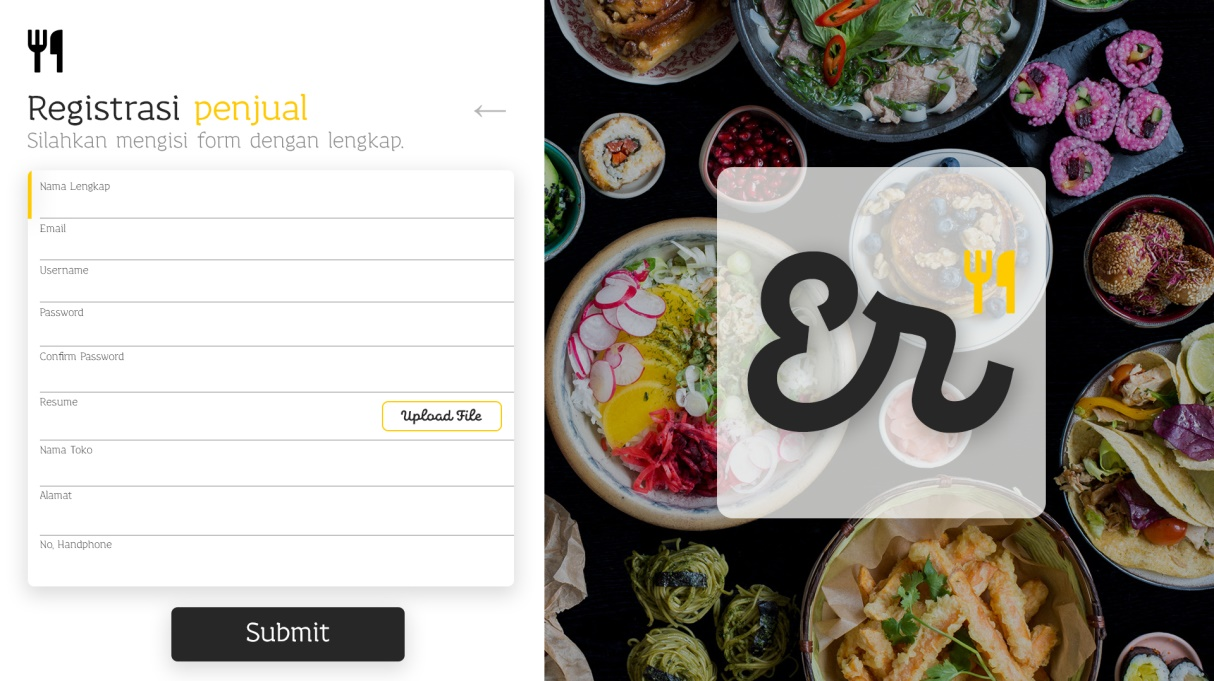 Registrasi penjual
Silahkan mengisi form dengan lengkap.
Nama Lengkap
Email
Username
Password
Confirm Password
Resume
Upload File
Nama Toko
Alamat
No, Handphone
Submit
Er